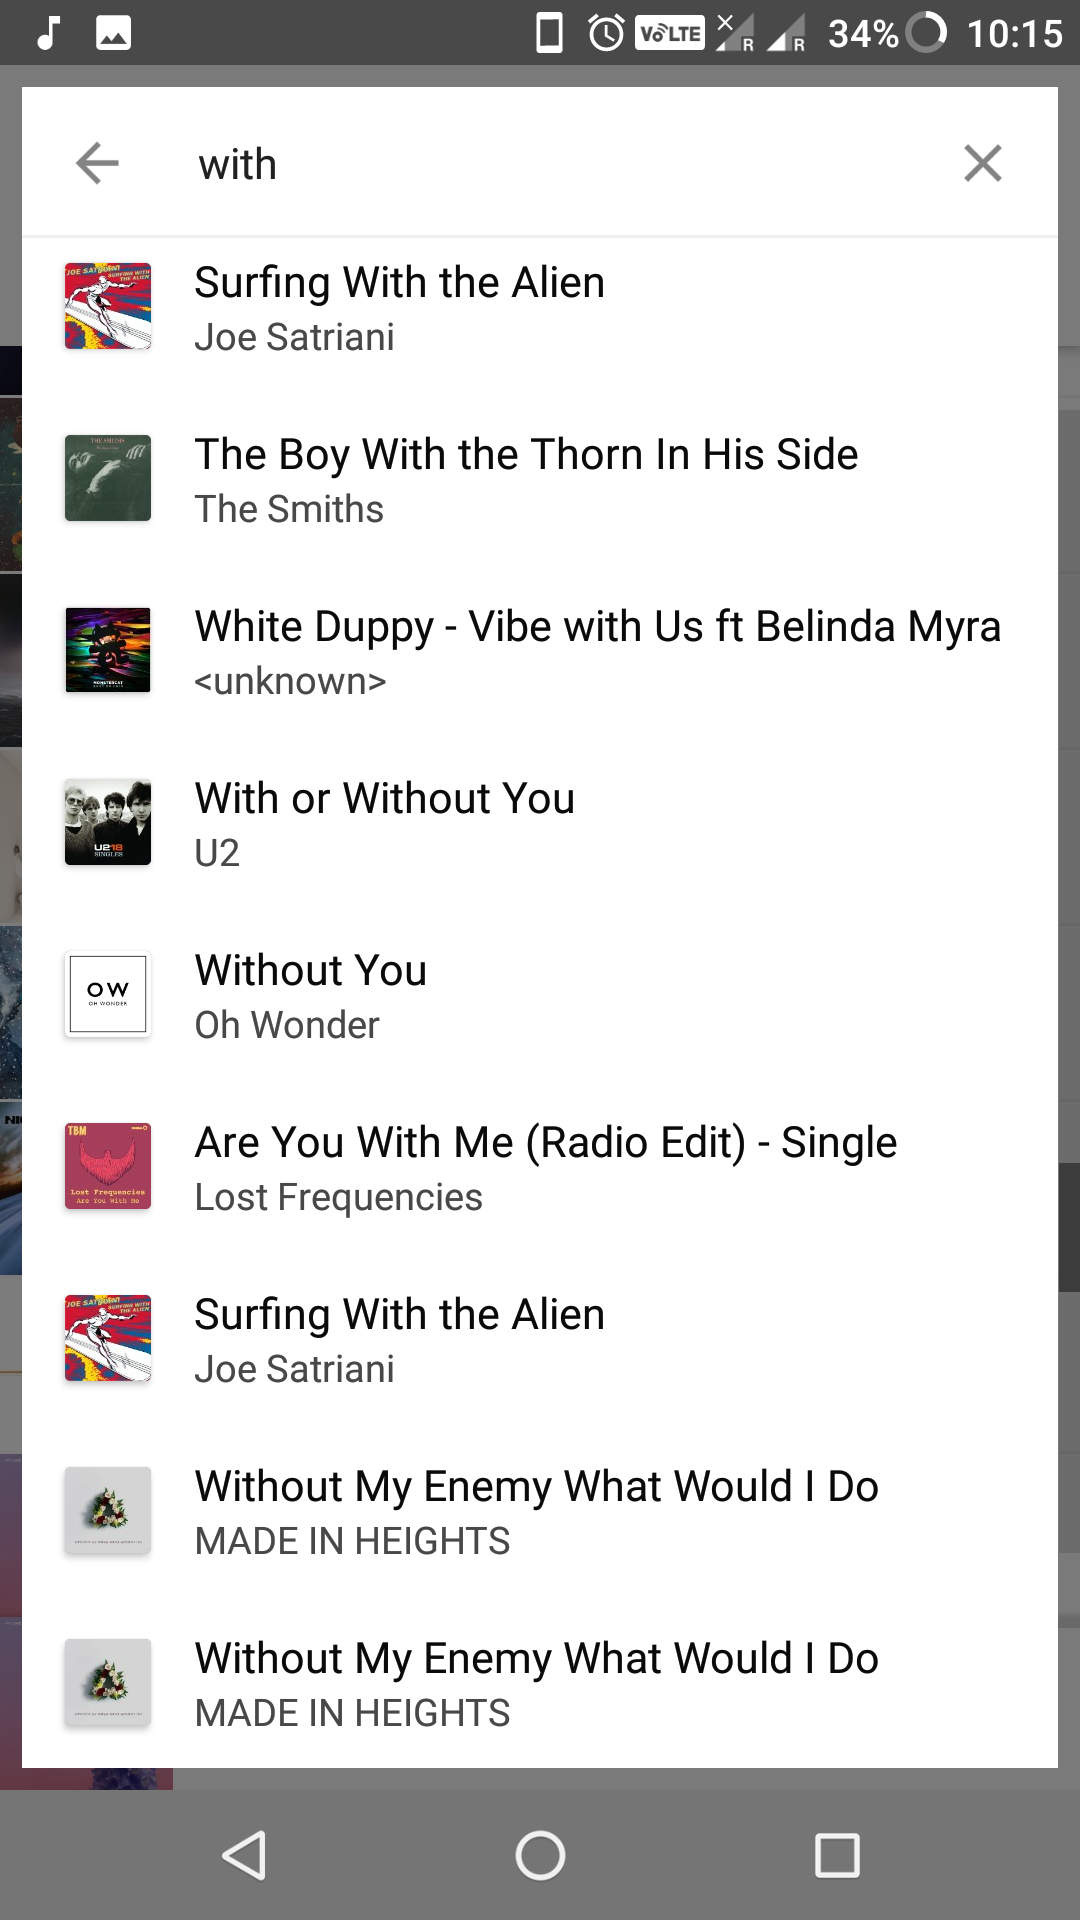 VoLTE R R 34% 10:15
with
JOE SATRIANI
SURFING WITH
THE ALIEN
Surfing With the Alien
Joe Satriani
THE SMITHS
The Boy With the Thorn In His Side
The Smiths
White Duppy - Vibe with Us ft Belinda Myra
<unknown>
MONSTERCAT
With or Without You
U2
U218
SINGLES
Without You
Oh Wonder
OW
OH WONDER
TBM
Are You With Me (Radio Edit) - Single
Lost Frequencies
Lost Frequencies
Are You With Me
NI
JOE SATRIANI
SURFING WITH
THE ALIEN
Surfing With the Alien
Joe Satriani
Without My Enemy What Would I Do
MADE IN HEIGHTS
Without My Enemy What Would I Do
MADE IN HEIGHTS